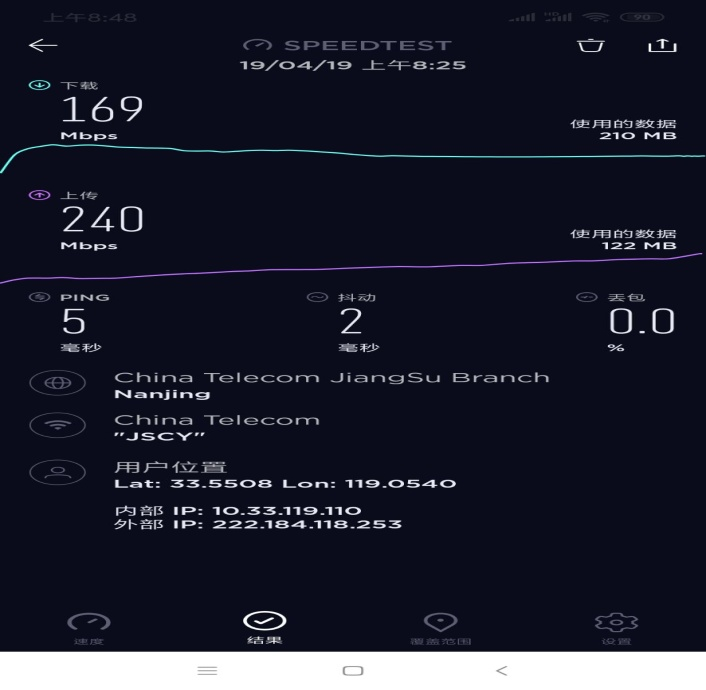 上午8:48
90
SPEEDTEST
19/04/19 上午8:25
下载
169
Mbps
使用的数据
210 MB
上传
240
Mbps
使用的数据
122 MB
PING
5
毫秒
抖动
2
毫秒
丢包
0.0
%
China Telecom JiangSu Branch
Nanjing
China Telecom
"JSCY"
用户位置
Lat: 33.5508 Lon: 119.0540
内部 IP: 10.33.119.110
外部 IP: 222.184.118.253
速度
结果
覆盖范围
设置